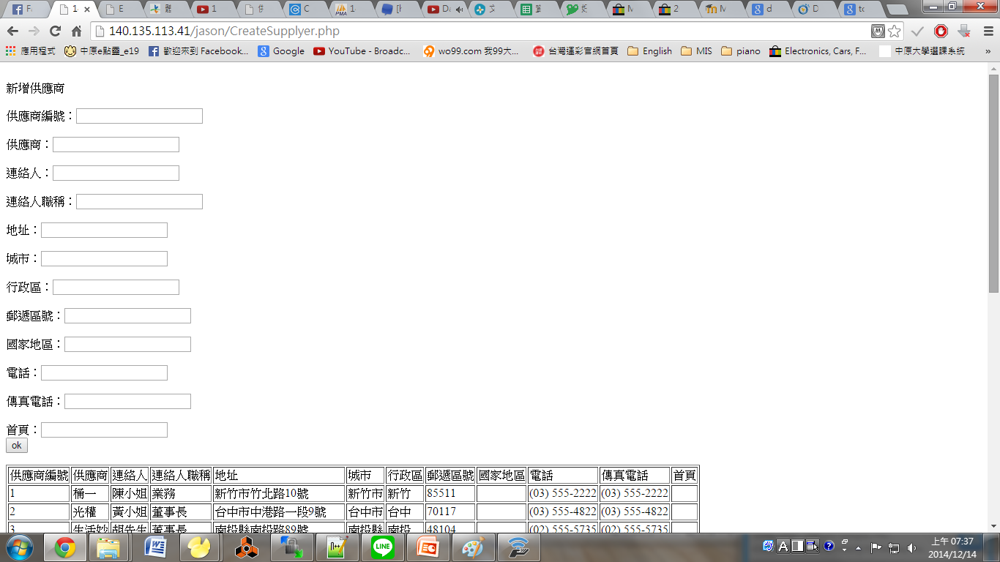 140.135.113.41/jason/CreateSupplyer.php
應用程式 中原e點靈_e19 歡迎來到 Facebook... Google YouTube - Broadc... wo99.com 我99大... 台灣運彩官網首頁 English MIS piano Electronics, Cars, F... 中原大學選課系統 »
新增供應商
供應商編號：
供應商：
連絡人：
連絡人職稱：
地址：
城市：
行政區：
郵遞區號：
國家地區：
電話：
傳真電話：
首頁：
ok
供應商編號 供應商 連絡人 連絡人職稱 地址 城市 行政區 郵遞區號 國家地區 電話 傳真電話 首頁
1 桶一 陳小姐 業務 新竹市竹北路10號 新竹市 新竹 85511 (03) 555-2222 (03) 555-2222
2 光權 黃小姐 董事長 台中市中港路一段9號 台中市 台中 70117 (03) 555-4822 (03) 555-4822
3 生活妙 胡先生 董事長 南投縣南投路89號 南投縣 南投 48104 (02) 555-5735 (02) 555-5735
上午 07:37
2014/12/14